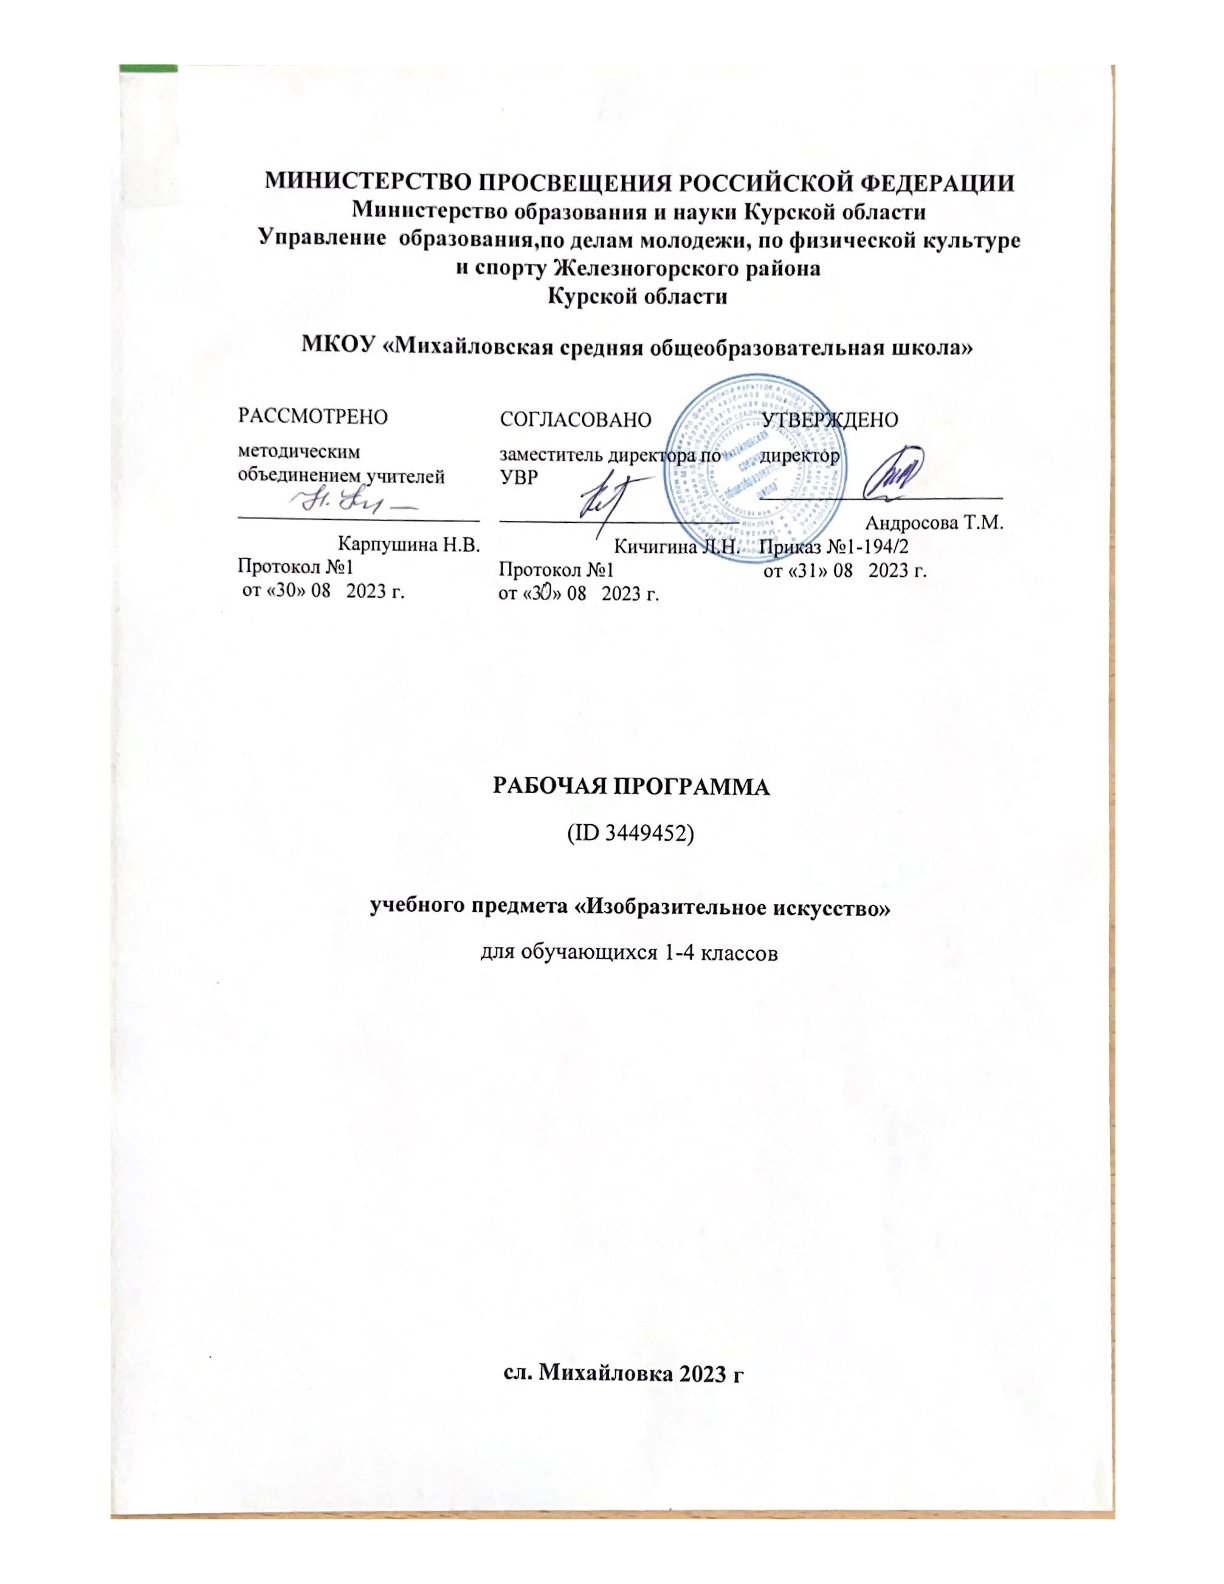 МИНИСТЕРСТВО ПРОСВЕЩЕНИЯ РОССИЙСКОЙ ФЕДЕРАЦИИ
Министерство образования и науки Курской области
Управление  образования,по делам молодежи, по физической культуре
и спорту Железногорского района
Курской области
МКОУ «Михайловская средняя общеобразовательная школа»
РАССМОТРЕНО
методическим
объединением учителей
Карпушина Н.В.
Протокол №1
от «30» 08   2023 г.
СОГЛАСОВАНО
заместитель директора по
УВР
Кичигина Л.Н.
Протокол №1
от «30» 08   2023 г.
УТВЕРЖДЕНО
директор
Андросова Т.М.
Приказ №1-194/2
от «31» 08   2023 г.
Михайловская
средняя
общеобразовательная
школа
РАБОЧАЯ ПРОГРАММА
(ID 3449452)
учебного предмета «Изобразительное искусство»
для обучающихся 1-4 классов
сл. Михайловка 2023 г